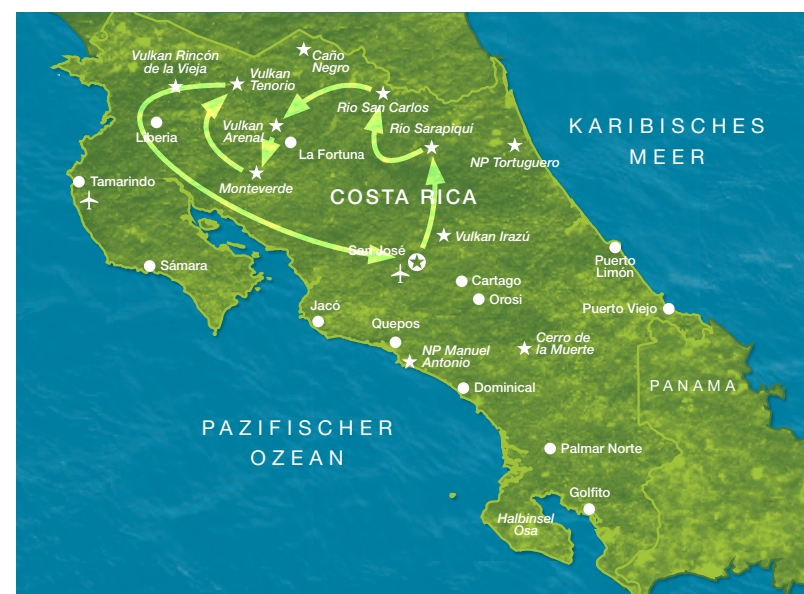 Vulkan Rincón
de la Vieja
Caño
Negro
Vulkan
Tenorio
Rio San Carlos
Liberia
Vulkan
Arenal
La Fortuna
Rio Sarapiquí
NP Tortuguero
KARIBISCHES
MEER
Tamarindo
Monteverde
COSTA RICA
Vulkan Irazú
San José
Sámara
Puerto
Limón
Cartago
Orosi
Jacó
Puerto Viejo
Quepos
NP Manuel
Antonio
Cerro de
la Muerte
Dominical
PANAMA
PAZIFISCHER
OZEAN
Palmar Norte
Golfito
Halbinsel
Osa